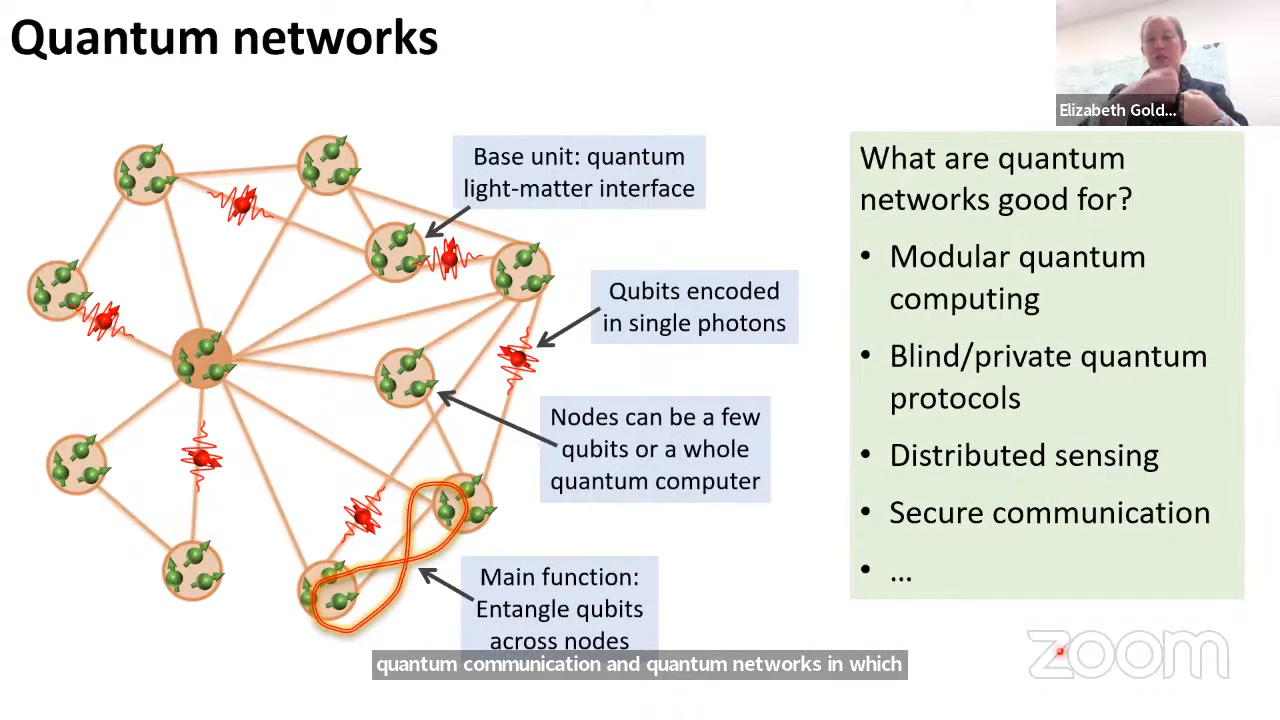 Quantum networks
Elizabeth Gold...
Base unit: quantum
light-matter interface
Qubits encoded
in single photons
Nodes can be a few
qubits or a whole
quantum computer
Main function:
Entangle qubits
across nodes
What are quantum
networks good for?
• Modular quantum
computing
• Blind/private quantum
protocols
• Distributed sensing
• Secure communication
• ...
quantum communication and quantum networks in which
zoom